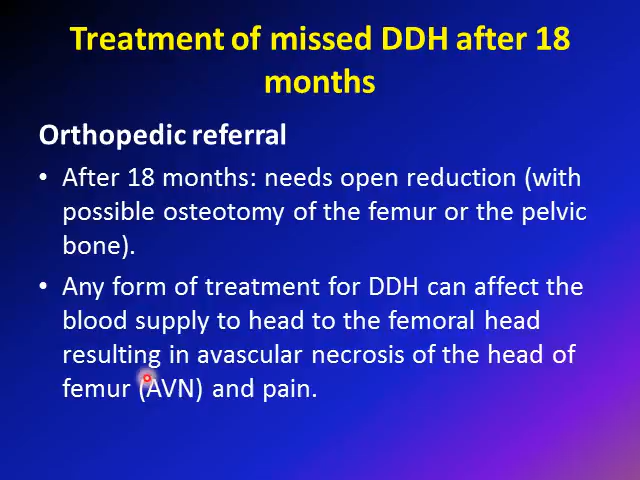 Treatment of missed DDH after 18
months
Orthopedic referral
• After 18 months: needs open reduction (with
possible osteotomy of the femur or the pelvic
bone).
• Any form of treatment for DDH can affect the
blood supply to head to the femoral head
resulting in avascular necrosis of the head of
femur (AVN) and pain.